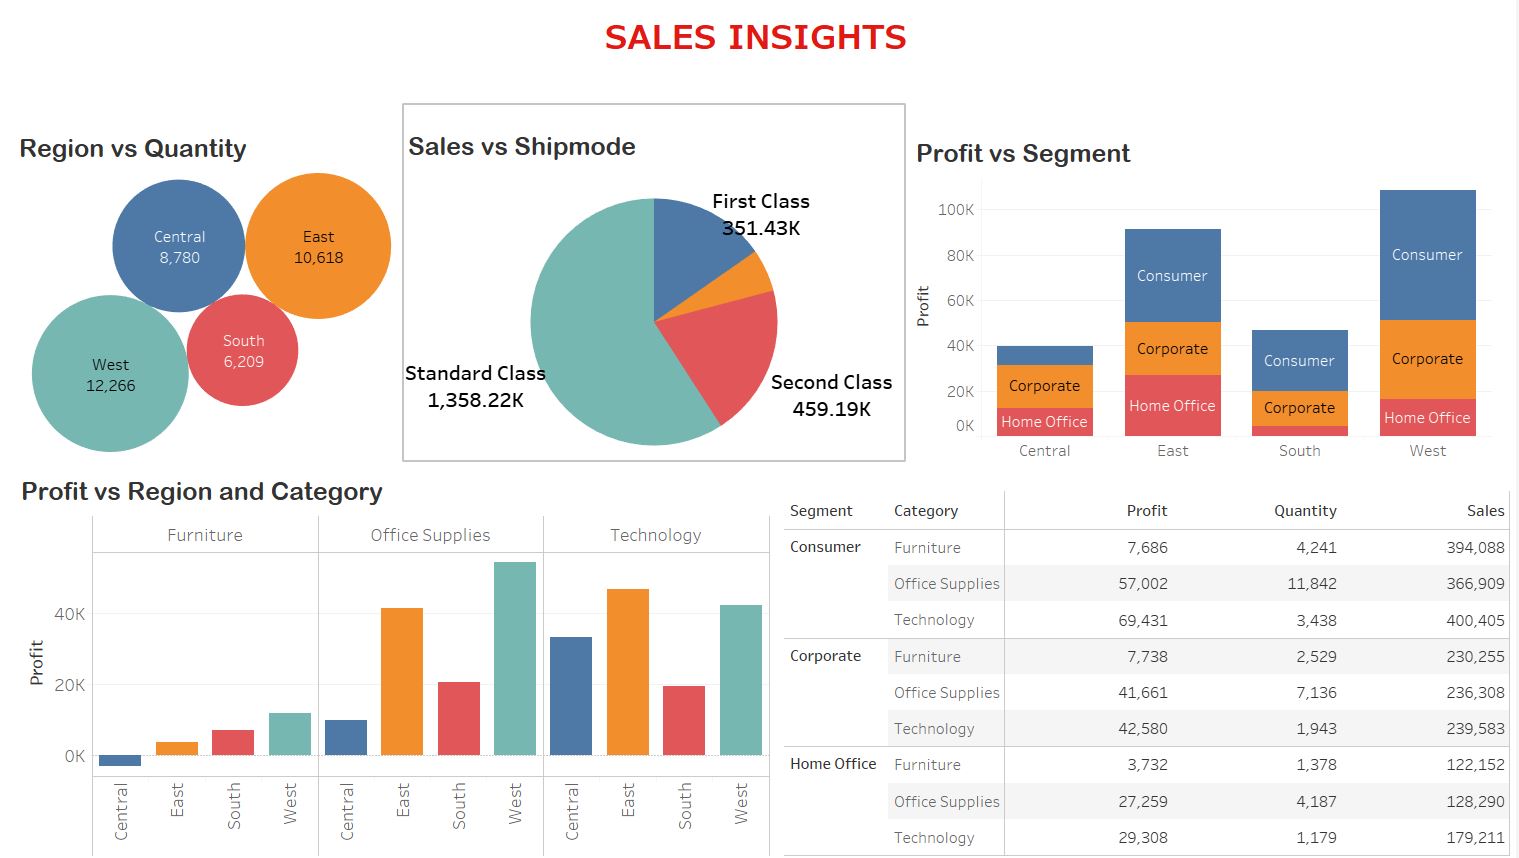 SALES INSIGHTS
Region vs Quantity
Central
8,780
East
10,618
South
6,209
West
12,266
Sales vs Shipmode
First Class
351.43K
Standard Class
1,358.22K
Second Class
459.19K
Profit vs Segment
Profit
100K
80K
60K
40K
20K
0K
Corporate
Home Office
Consumer
Corporate
Home Office
Consumer
Corporate
Consumer
Corporate
Home Office
Central East South West
Profit vs Region and Category
Furniture Office Supplies Technology
Profit
40K
20K
0K
Central East South West Central East South West Central East South West
Segment Category Profit Quantity Sales
Consumer Furniture 7,686 4,241 394,088
Office Supplies 57,002 11,842 366,909
Technology 69,431 3,438 400,405
Corporate Furniture 7,738 2,529 230,255
Office Supplies 41,661 7,136 236,308
Technology 42,580 1,943 239,583
Home Office Furniture 3,732 1,378 122,152
Office Supplies 27,259 4,187 128,290
Technology 29,308 1,179 179,211